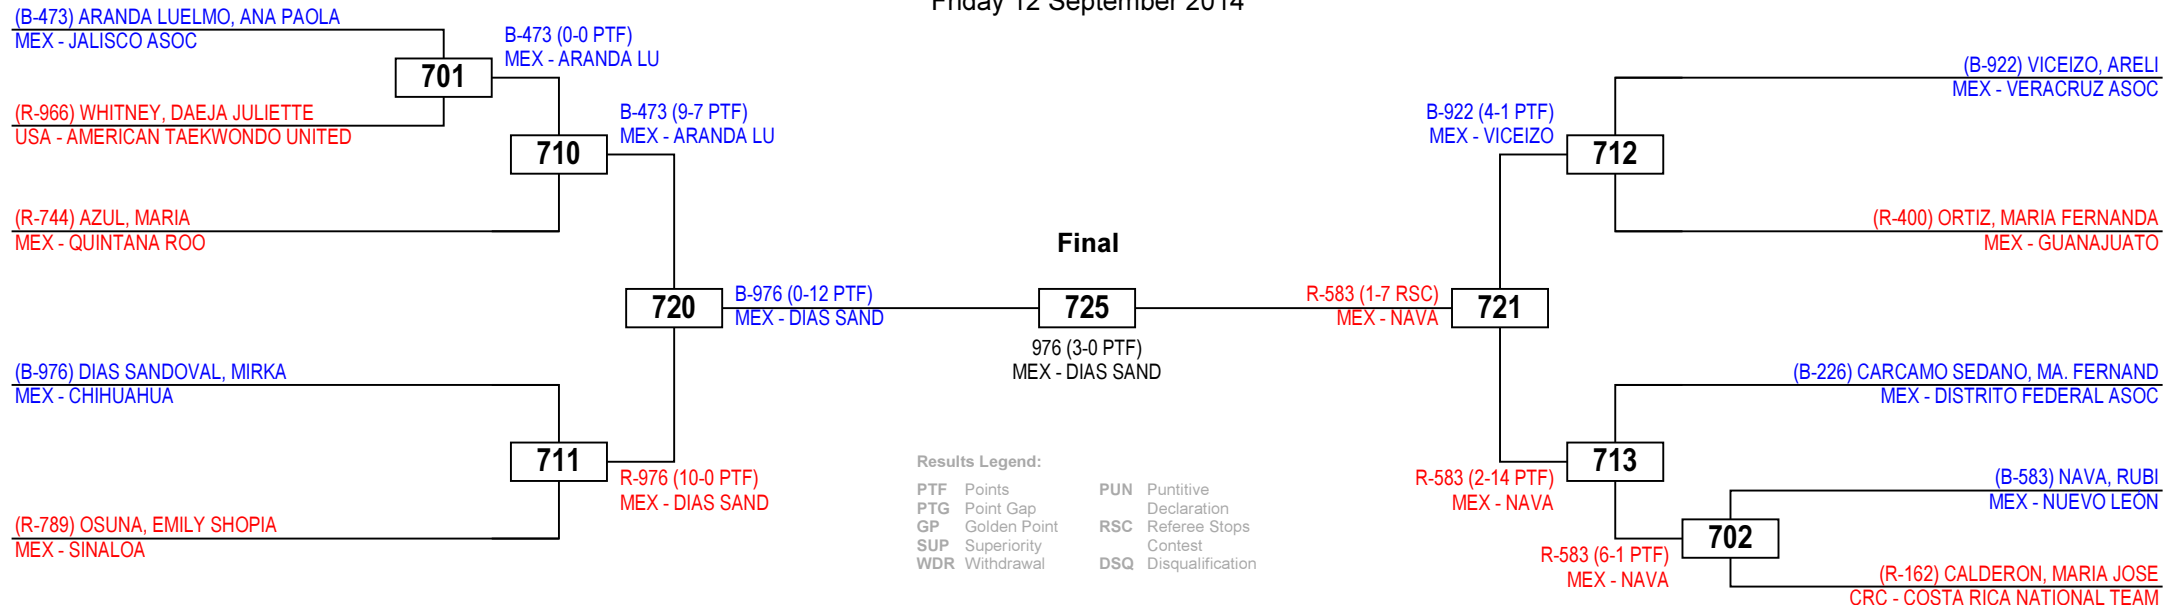 Friday 12 September 2014
(B-473) ARANDA LUELMO, ANA PAOLA
MEX - JALISCO ASOC
701
B-473 (0-0 PTF)
MEX - ARANDA LU
(R-966) WHITNEY, DAEJA JULIETTE
USA - AMERICAN TAEKWONDO UNITED
710
B-473 (9-7 PTF)
MEX - ARANDA LU
(R-744) AZUL, MARIA
MEX - QUINTANA ROO
720
B-976 (0-12 PTF)
MEX - DIAS SAND
(B-976) DIAS SANDOVAL, MIRKA
MEX - CHIHUAHUA
711
R-976 (10-0 PTF)
MEX - DIAS SAND
(R-789) OSUNA, EMILY SHOPIA
MEX - SINALOA
Final
725
976 (3-0 PTF)
MEX - DIAS SAND
(B-922) VICEIZO, ARELI
MEX - VERACRUZ ASOC
B-922 (4-1 PTF)
MEX - VICEIZO
712
(R-400) ORTIZ, MARIA FERNANDA
MEX - GUANAJUATO
R-583 (1-7 RSC)
MEX - NAVA
721
(B-226) CARCAMO SEDANO, MA. FERNAND
MEX - DISTRITO FEDERAL ASOC
R-583 (2-14 PTF)
MEX - NAVA
713
(B-583) NAVA, RUBI
MEX - NUEVO LEÓN
R-583 (6-1 PTF)
MEX - NAVA
702
(R-162) CALDERON, MARIA JOSE
CRC - COSTA RICA NATIONAL TEAM
Results Legend:
PTF Points
PTG Point Gap
GP Golden Point
SUP Superiority
WDR Withdrawal
PUN Puntitive
Declaration
RSC Referee Stops
Contest
DSQ Disqualification